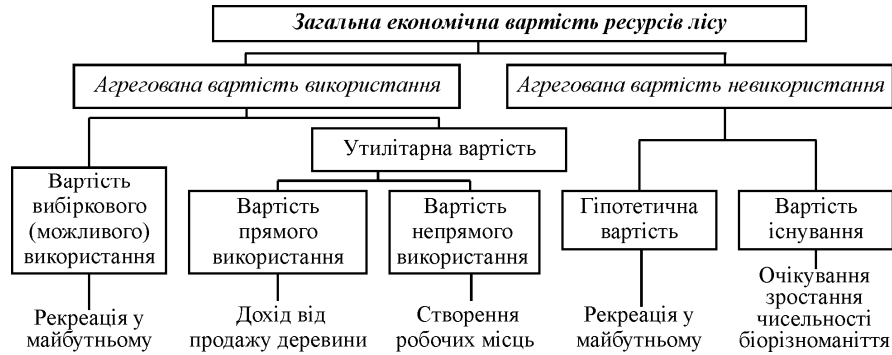 Загальна економічна вартість ресурсів лісу
Агрегована вартість використання
Агрегована вартість невикористання
Утилітарна вартість
Вартість
вибіркового
(можливого)
використання
Вартість
прямого
використання
Вартість
непрямого
використання
Гіпотетична
вартість
Вартість
існування
Рекреація у
майбутньому
Дохід від
продажу деревини
Створення
робочих місць
Рекреація у
майбутньому
Очікування
зростання
чисельності
біорізноманіття